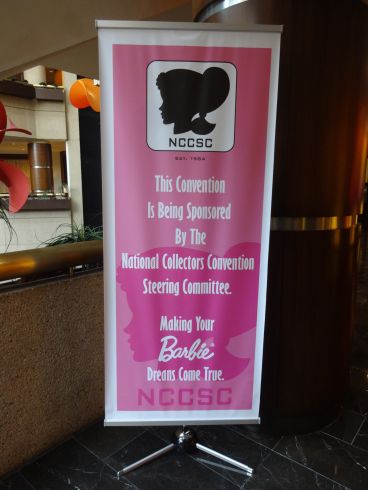 NCCSC
EST. 1984
This Convention
Is Being Sponsored
By The
National Collectors Convention
Steering Committee.
Making Your
Barbie
Dreams Come True.
NCCSC